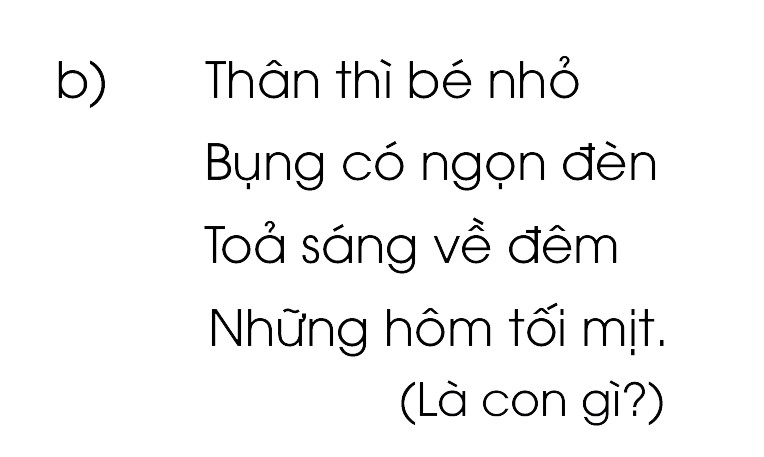 b) Thân thì bé nhỏ
Bụng có ngọn đèn
Toả sáng về đêm
Những hôm tối mịt.
(Là con gì?)